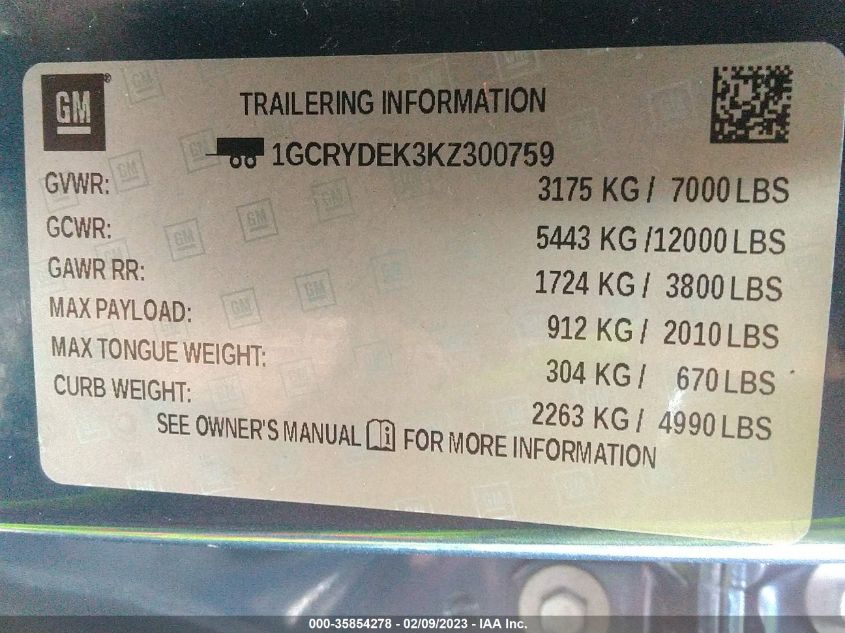 GM ®
TRAILERING INFORMATION
1GCRYDEK3KZ300759
GVWR: 3175 KG / 7000 LBS
GCWR: 5443 KG /12000 LBS
GAWR RR: 1724 KG / 3800 LBS
MAX PAYLOAD: 912 KG / 2010 LBS
MAX TONGUE WEIGHT: 304 KG / 670 LBS
CURB WEIGHT: 2263 KG / 4990 LBS
SEE OWNER'S MANUAL FOR MORE INFORMATION
000-35854278 - 02/09/2023 - IAA Inc.